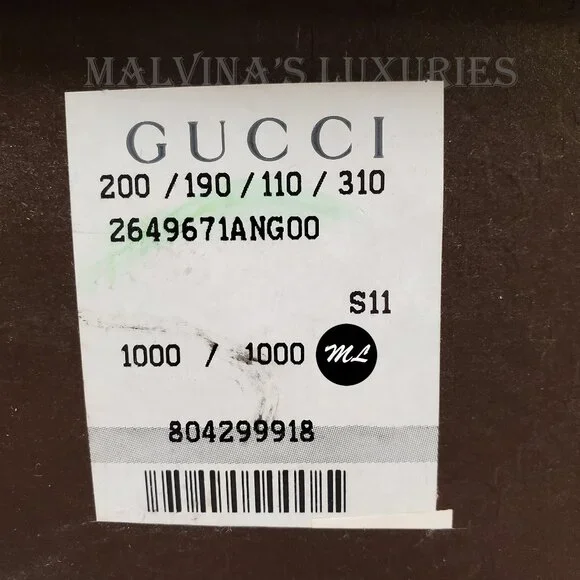 MALVINA'S LUXURIES
GUCCI
200 / 190 / 110 / 310
2649671ANG00
S11
1000 / 1000
ML
804299918